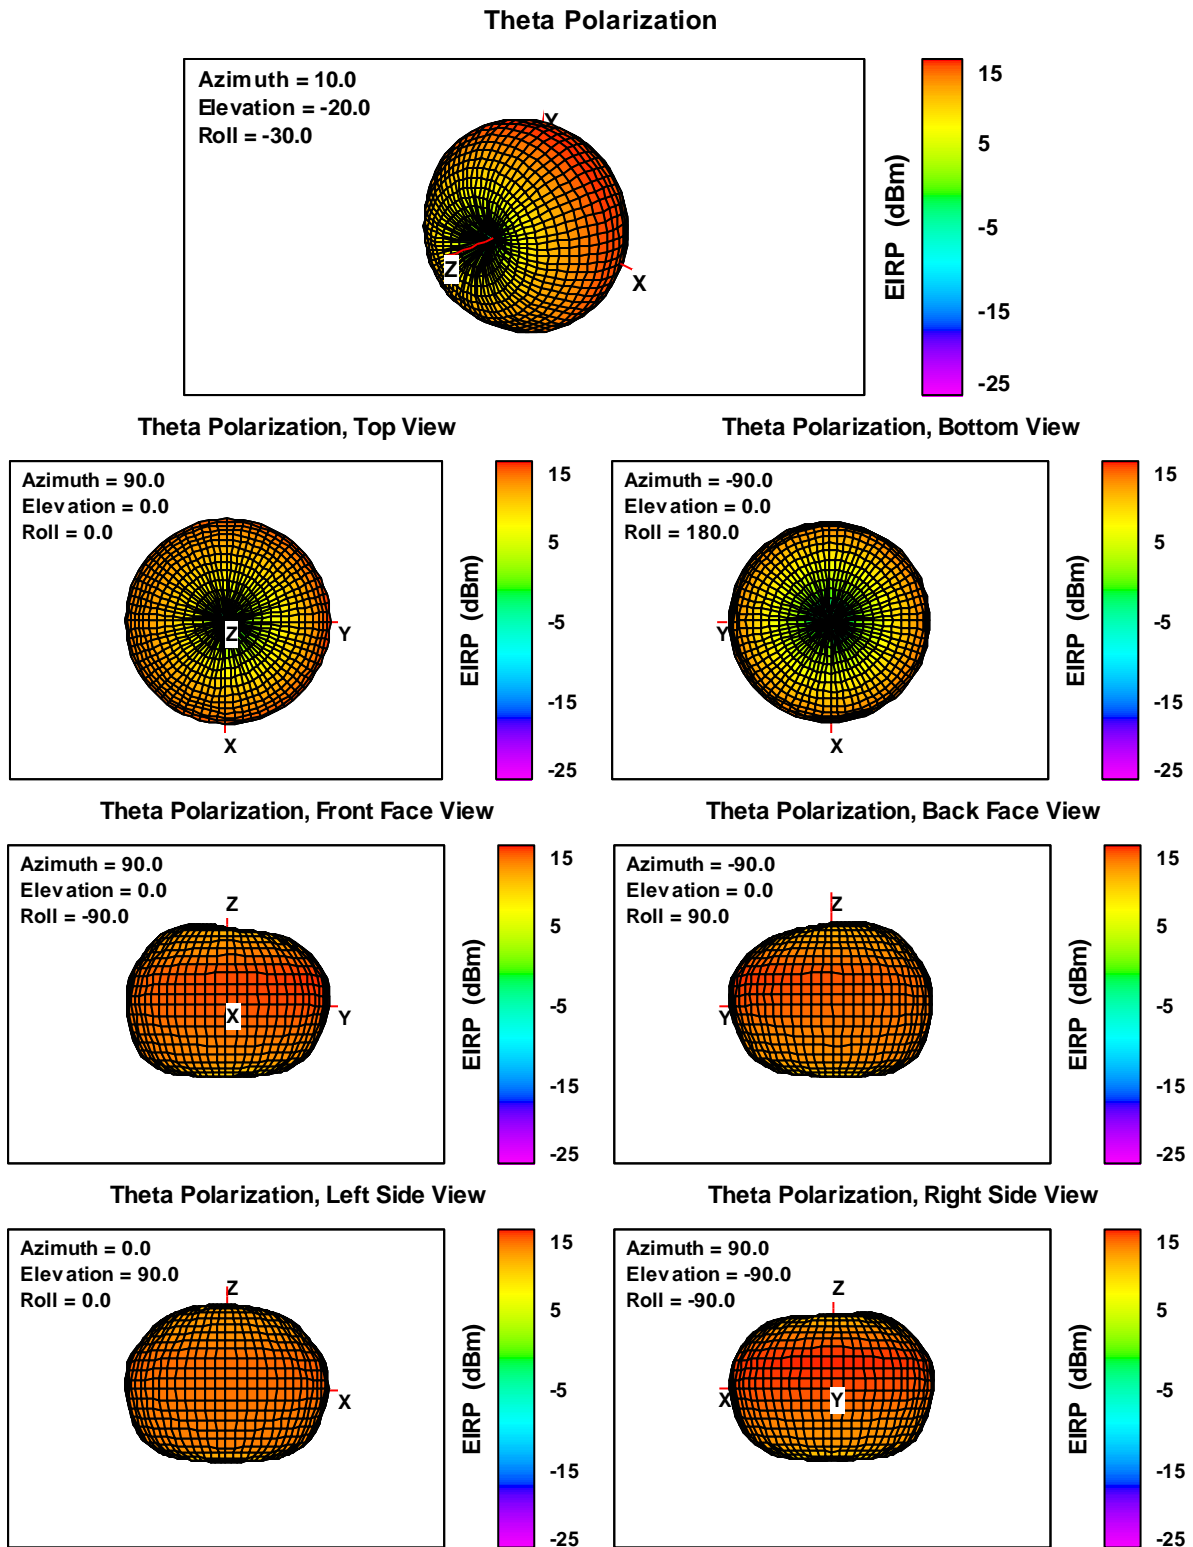 Theta Polarization
Azimuth = 10.0
Elevation = -20.0
Roll = -30.0
Y
Z
X
EIRP (dBm)
15
5
-5
-15
-25
Theta Polarization, Top View
Azimuth = 90.0
Elevation = 0.0
Roll = 0.0
Z
Y
X
EIRP (dBm)
15
5
-5
-15
-25
Theta Polarization, Bottom View
Azimuth = -90.0
Elevation = 0.0
Roll = 180.0
Y
X
EIRP (dBm)
15
5
-5
-15
-25
Theta Polarization, Front Face View
Azimuth = 90.0
Elevation = 0.0
Roll = -90.0
Z
X
Y
EIRP (dBm)
15
5
-5
-15
-25
Theta Polarization, Back Face View
Azimuth = -90.0
Elevation = 0.0
Roll = 90.0
Z
Y
EIRP (dBm)
15
5
-5
-15
-25
Theta Polarization, Left Side View
Azimuth = 0.0
Elevation = 90.0
Roll = 0.0
Z
X
EIRP (dBm)
15
5
-5
-15
-25
Theta Polarization, Right Side View
Azimuth = 90.0
Elevation = -90.0
Roll = -90.0
Z
X
Y
EIRP (dBm)
15
5
-5
-15
-25